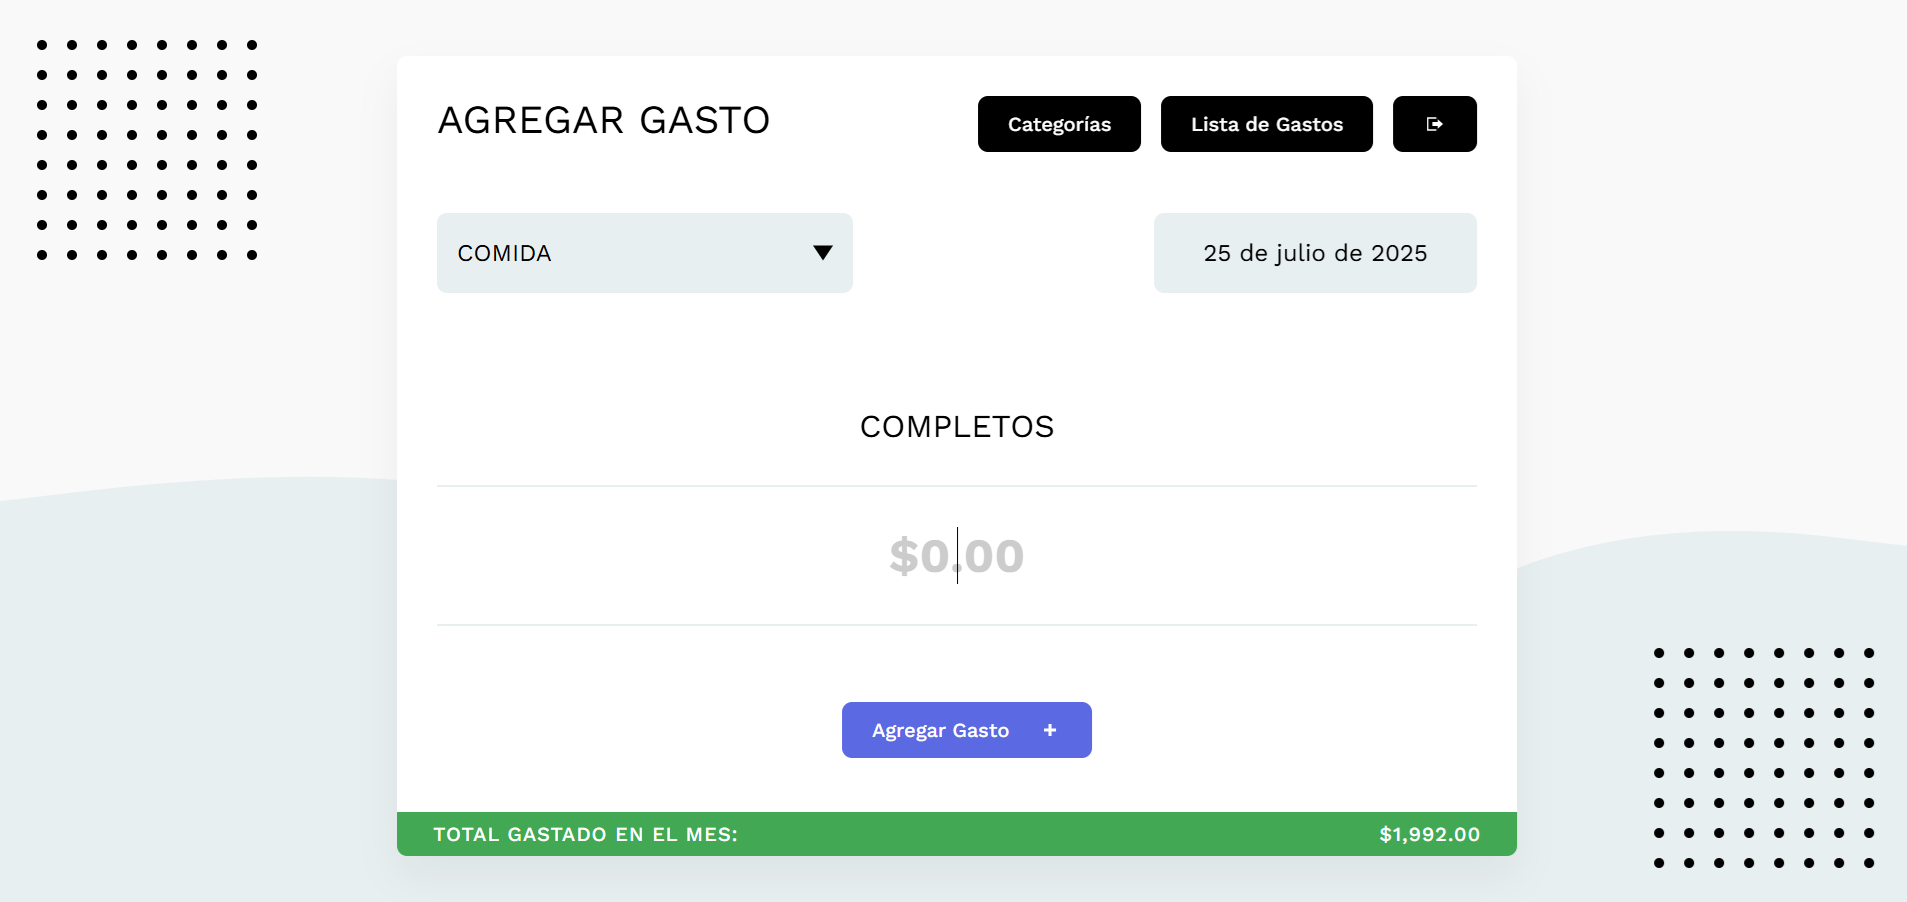 AGREGAR GASTO
Categorías
Lista de Gastos
COMIDA
25 de julio de 2025
COMPLETOS
$0.00
Agregar Gasto +
TOTAL GASTADO EN EL MES:
$1,992.00